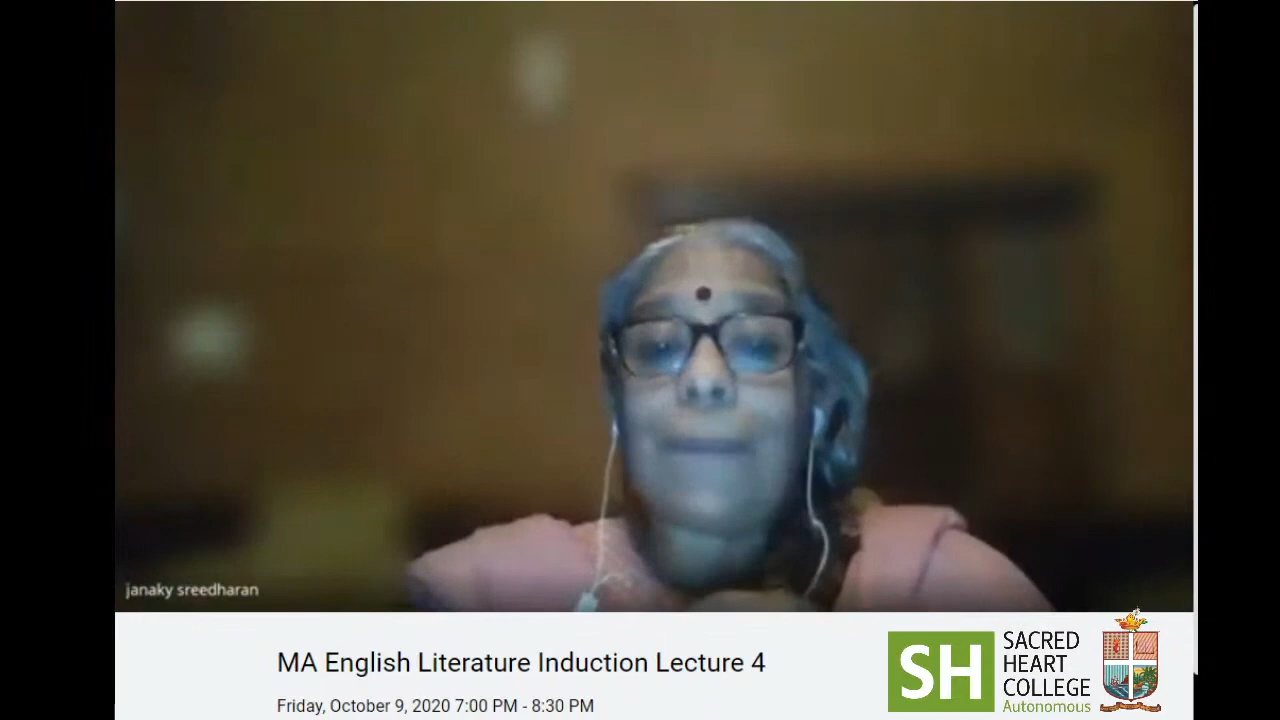 janaky sreedharan
MA English Literature Induction Lecture 4
Friday, October 9, 2020 7:00 PM - 8:30 PM
SH
SACRED
HEART
COLLEGE
Autonomous